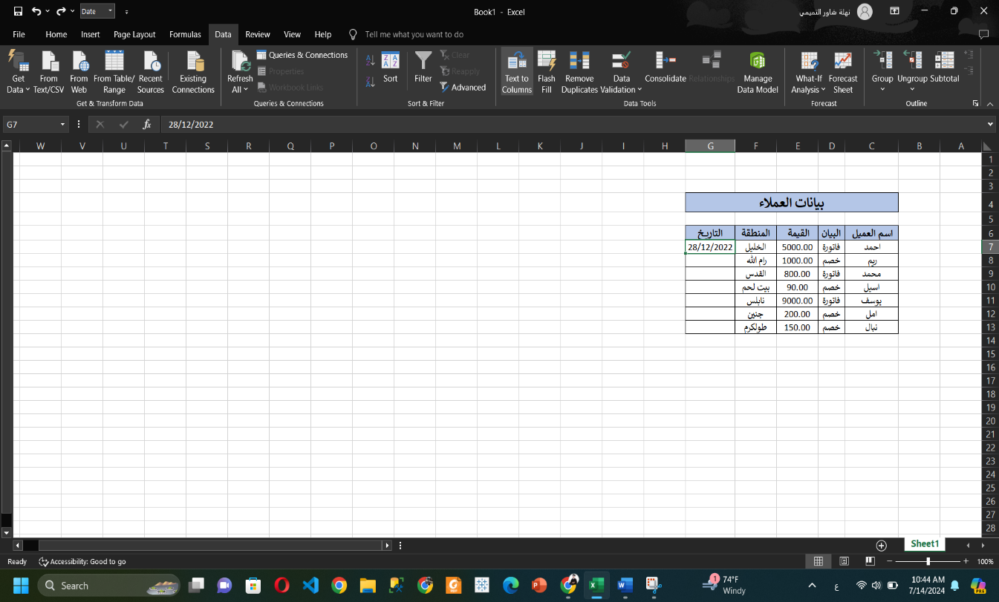 Date
Book1 - Excel
نهلة شاور التميمي
File Home Insert Page Layout Formulas Data Review View Help Tell me what you want to do
Get Data
From Text/CSV
From Web
From Table/ Range
Recent Sources
Existing Connections
Get & Transform Data
Refresh All
Queries & Connections
Properties
Workbook Links
Queries & Connections
Sort
Filter
Clear
Reapply
Advanced
Sort & Filter
Text to Columns
Flash Fill
Remove Duplicates
Data Validation
Consolidate
Relationships
Manage Data Model
Data Tools
What-If Analysis
Forecast Sheet
Forecast
Group
Ungroup
Subtotal
Outline
G7 fx 28/12/2022
W V U T S R Q P O N M L K J I H G F E D C B A
1
2
3
4
5
6
7
8
9
10
11
12
13
14
15
16
17
18
19
20
21
22
23
24
25
26
27
28
بيانات العملاء
اسم العميل البيان القيمة المنطقة التاريخ
احمد فاتورة 5000.00 الخليل 28/12/2022
ريم خصم 1000.00 رام الله
محمد فاتورة 800.00 القدس
اسيل خصم 90.00 بيت لحم
يوسف فاتورة 9000.00 نابلس
امل خصم 200.00 جنين
نبال خصم 150.00 طولكرم
Sheet1
Ready Accessibility: Good to go 100%
Search
1
74°F
Windy
ع
10:44 AM
7/14/2024
PRE